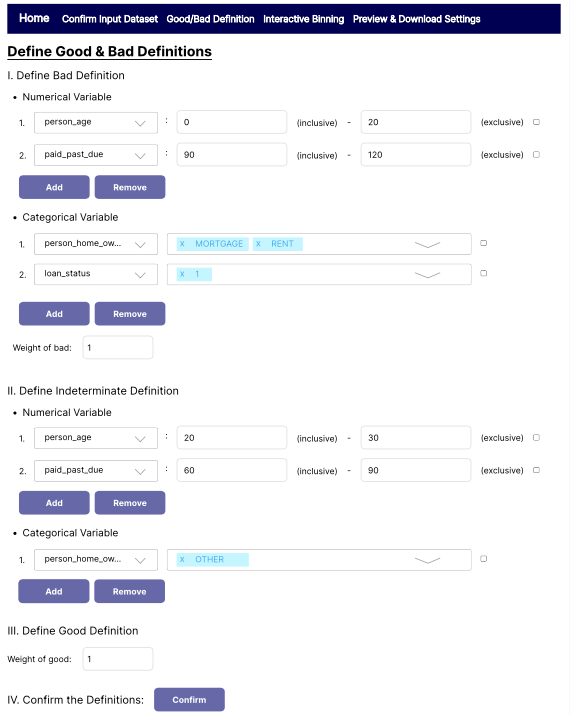 Home Confirm Input Dataset Good/Bad Definition Interactive Binning Preview & Download Settings
Define Good & Bad Definitions
I. Define Bad Definition
• Numerical Variable
1. person_age : 0 (inclusive) - 20 (exclusive)
2. paid_past_due : 90 (inclusive) - 120 (exclusive)
Add Remove
• Categorical Variable
1. person_home_ow... x MORTGAGE x RENT
2. loan_status x 1
Add Remove
Weight of bad: 1
II. Define Indeterminate Definition
• Numerical Variable
1. person_age : 20 (inclusive) - 30 (exclusive)
2. paid_past_due : 60 (inclusive) - 90 (exclusive)
Add Remove
• Categorical Variable
1. person_home_ow... x OTHER
Add Remove
III. Define Good Definition
Weight of good: 1
IV. Confirm the Definitions: Confirm